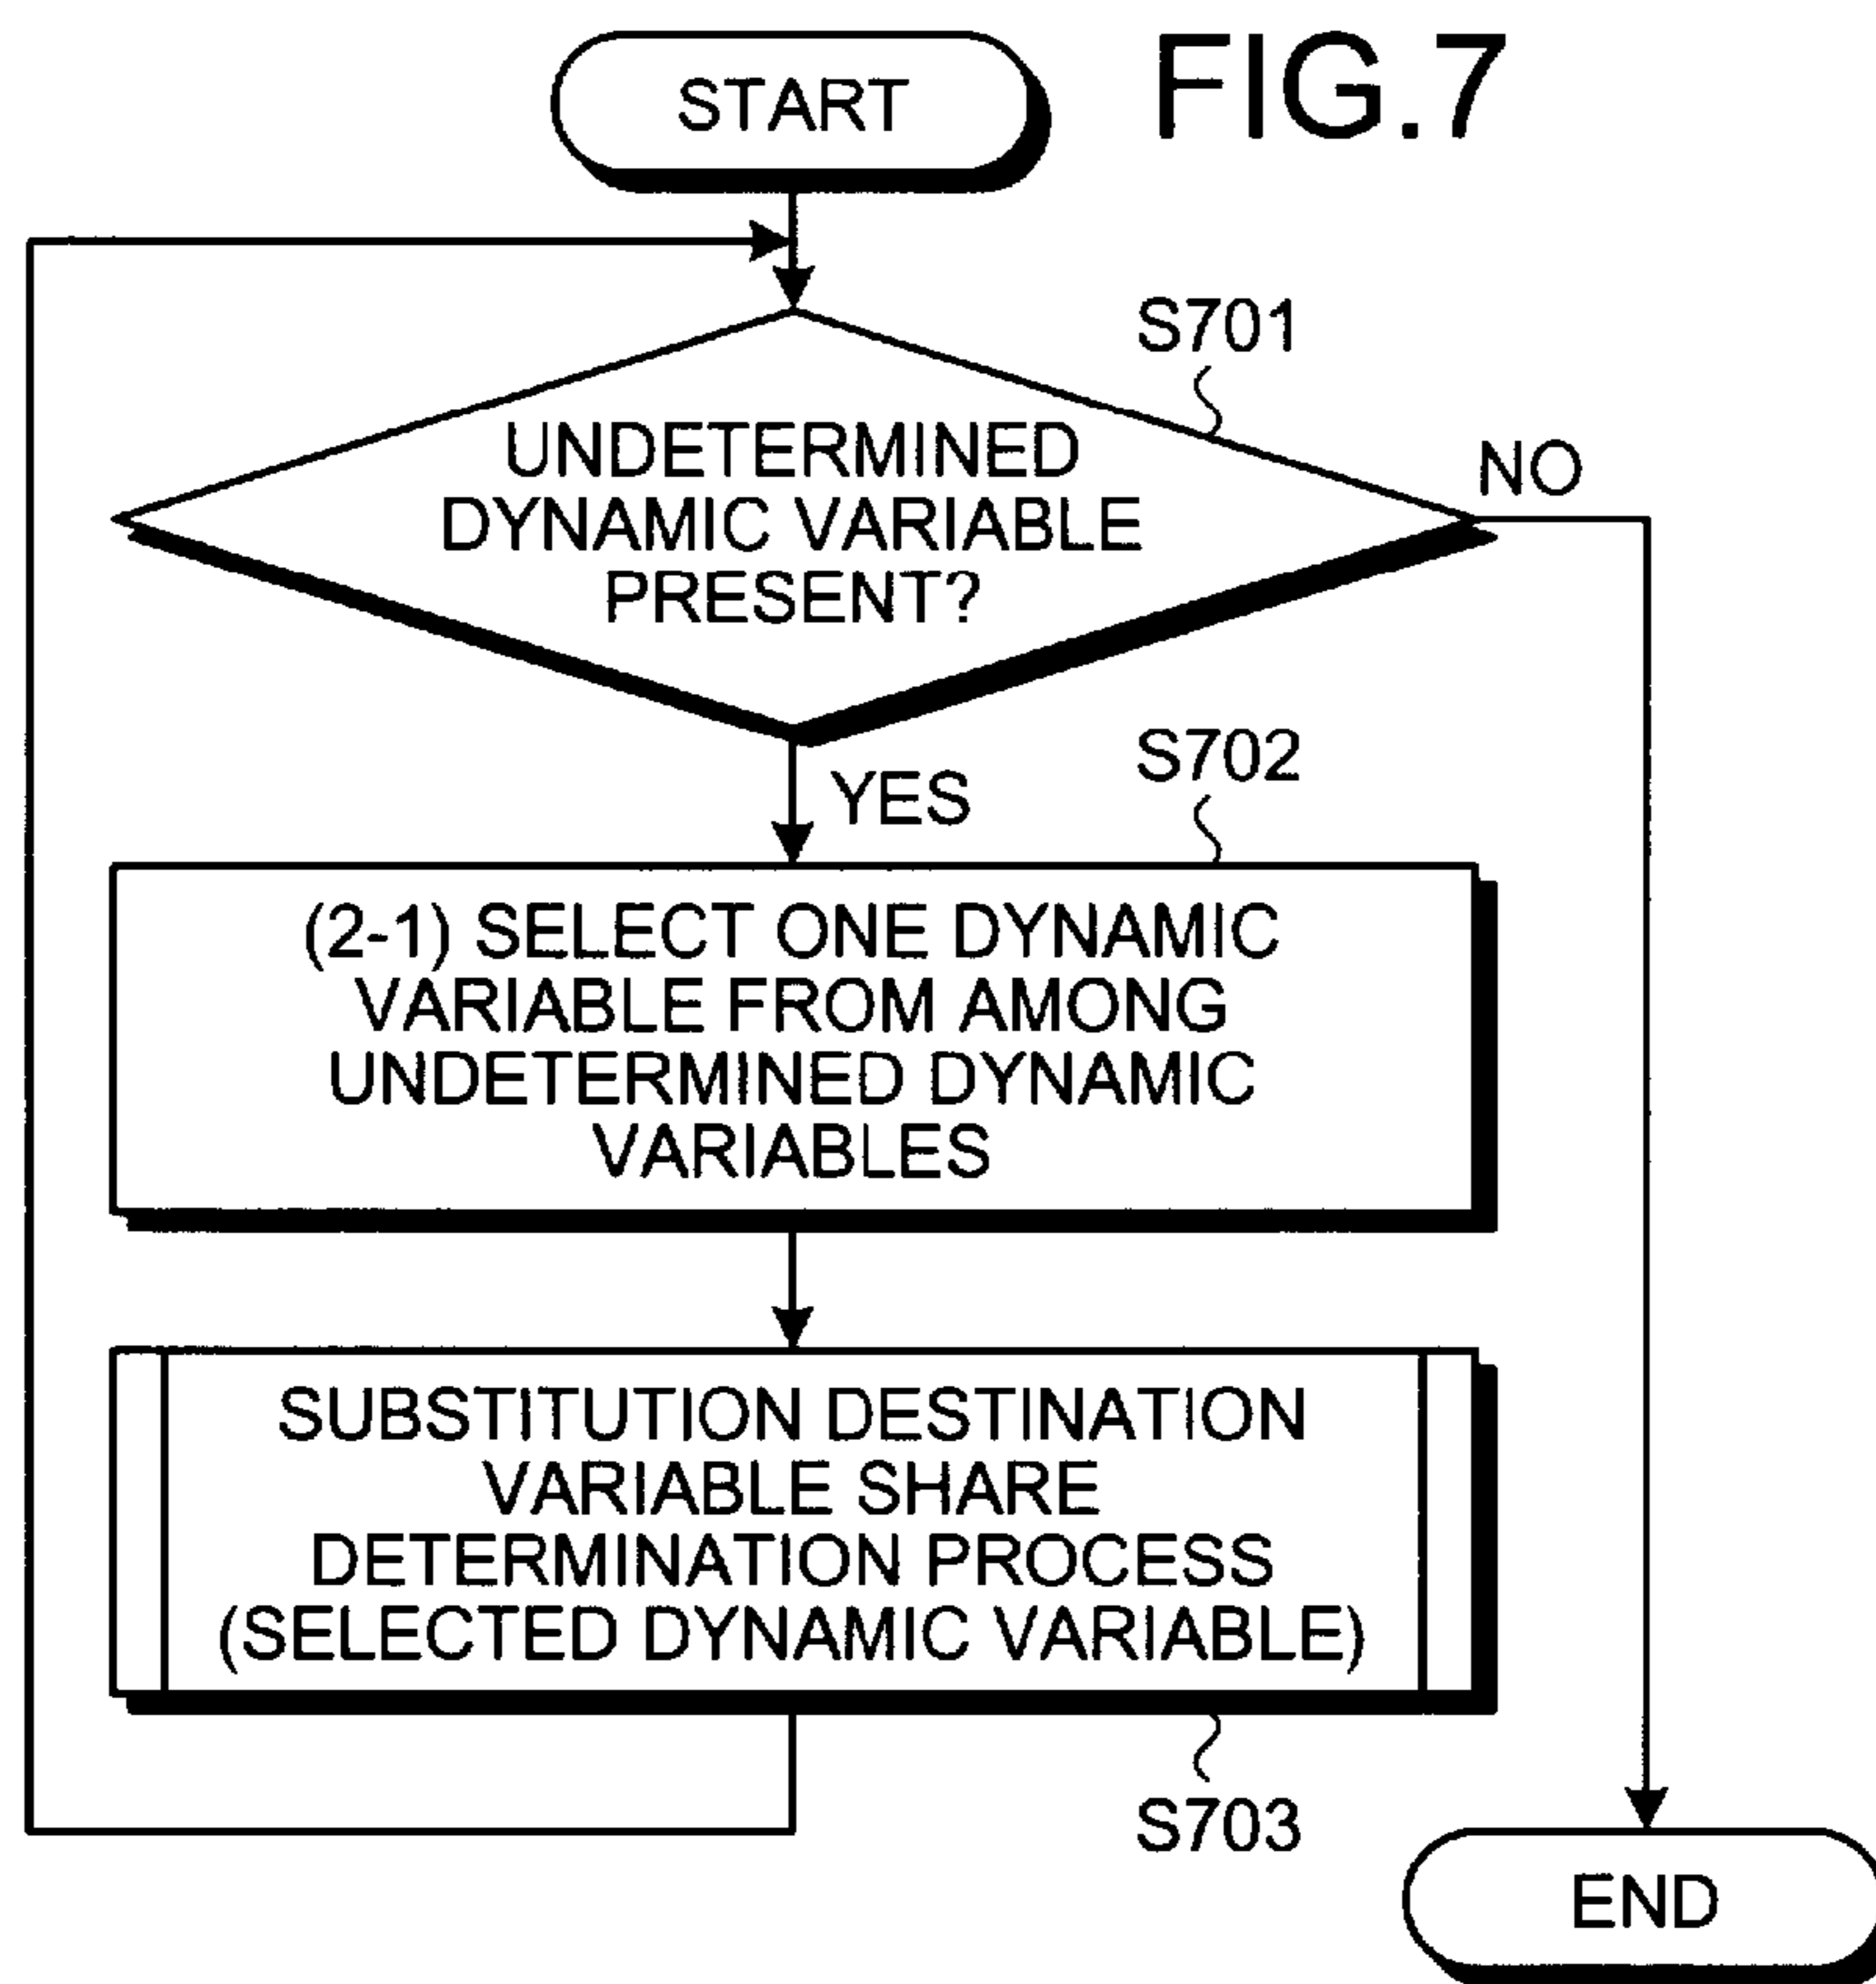 START
FIG.7
S701
UNDETERMINED
DYNAMIC VARIABLE
PRESENT?
NO
YES
S702
(2-1) SELECT ONE DYNAMIC
VARIABLE FROM AMONG
UNDETERMINED DYNAMIC
VARIABLES
SUBSTITUTION DESTINATION
VARIABLE SHARE
DETERMINATION PROCESS
(SELECTED DYNAMIC VARIABLE)
S703
END